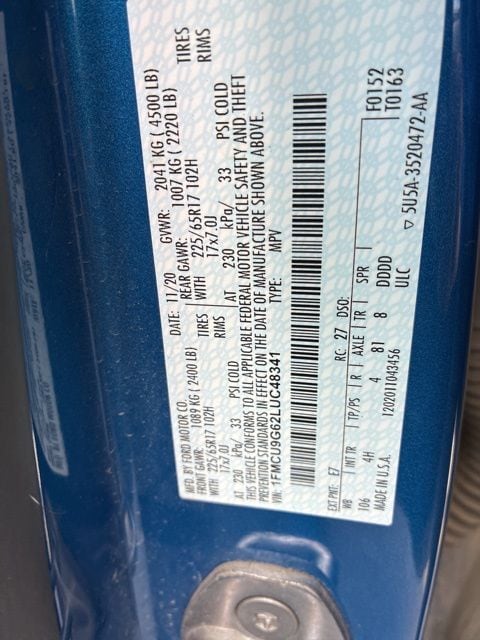 MFD. BY FORD MOTOR CO.
DATE: 11/20 GVWR: 2041 KG ( 4500 LB)
FRONT GAWR: 1089 KG ( 2400 LB) REAR GAWR: 1007 KG ( 2220 LB)
225/65R17 102H TIRES WITH 225/65R17 102H TIRES
17x7.0J RIMS 17x7.0J RIMS
AT 230 kPa/ 33 PSI COLD AT 230 kPa/ 33 PSI COLD
THIS VEHICLE CONFORMS TO ALL APPLICABLE FEDERAL MOTOR VEHICLE SAFETY AND THEFT
PREVENTION STANDARDS IN EFFECT ON THE DATE OF MANUFACTURE SHOWN ABOVE.
VIN: 1FMCU9G62LUC48341 TYPE: MPV
F0152
T0163
EXT PNT: E7 RC: 27 DSO:
WB INT TR TP/PS R AXLE TR SPR
106 4H 4 81 8 DDDD
MADE IN U.S.A. 1202011043456 ULC
5U5A-3520472-AA